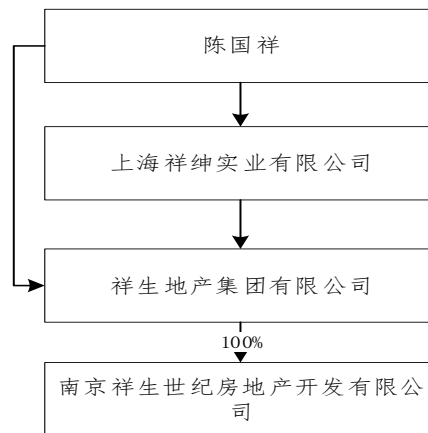 陈国祥
上海祥绅实业有限公司
祥生地产集团有限公司
100%
南京祥生世纪房地产开发有限公
司